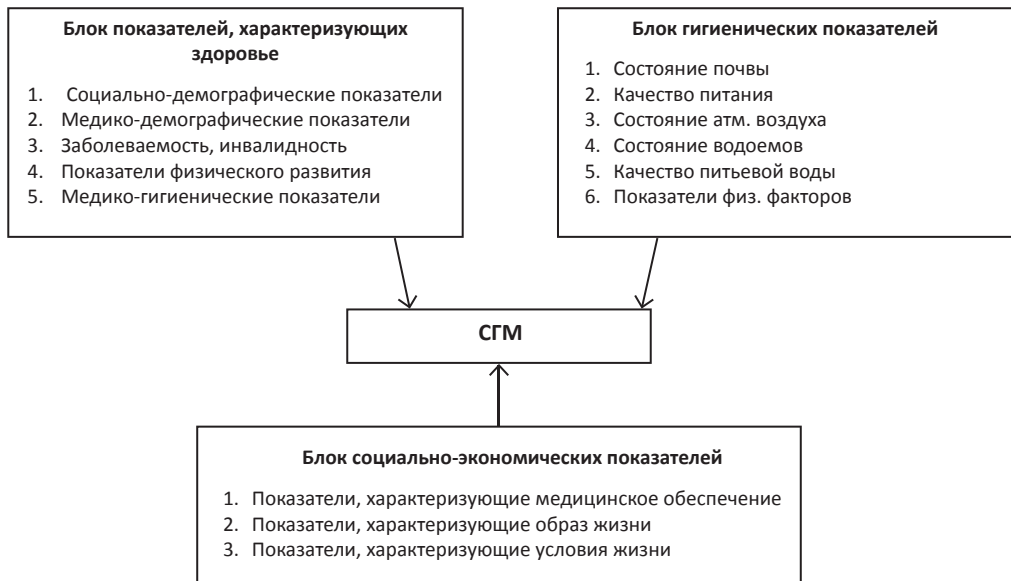 Блок показателей, характеризующих
здоровье
1. Социально-демографические показатели
2. Медико-демографические показатели
3. Заболеваемость, инвалидность
4. Показатели физического развития
5. Медико-гигиенические показатели
Блок гигиенических показателей
1. Состояние почвы
2. Качество питания
3. Состояние атм. воздуха
4. Состояние водоемов
5. Качество питьевой воды
6. Показатели физ. факторов
СГМ
Блок социально-экономических показателей
1. Показатели, характеризующие медицинское обеспечение
2. Показатели, характеризующие образ жизни
3. Показатели, характеризующие условия жизни